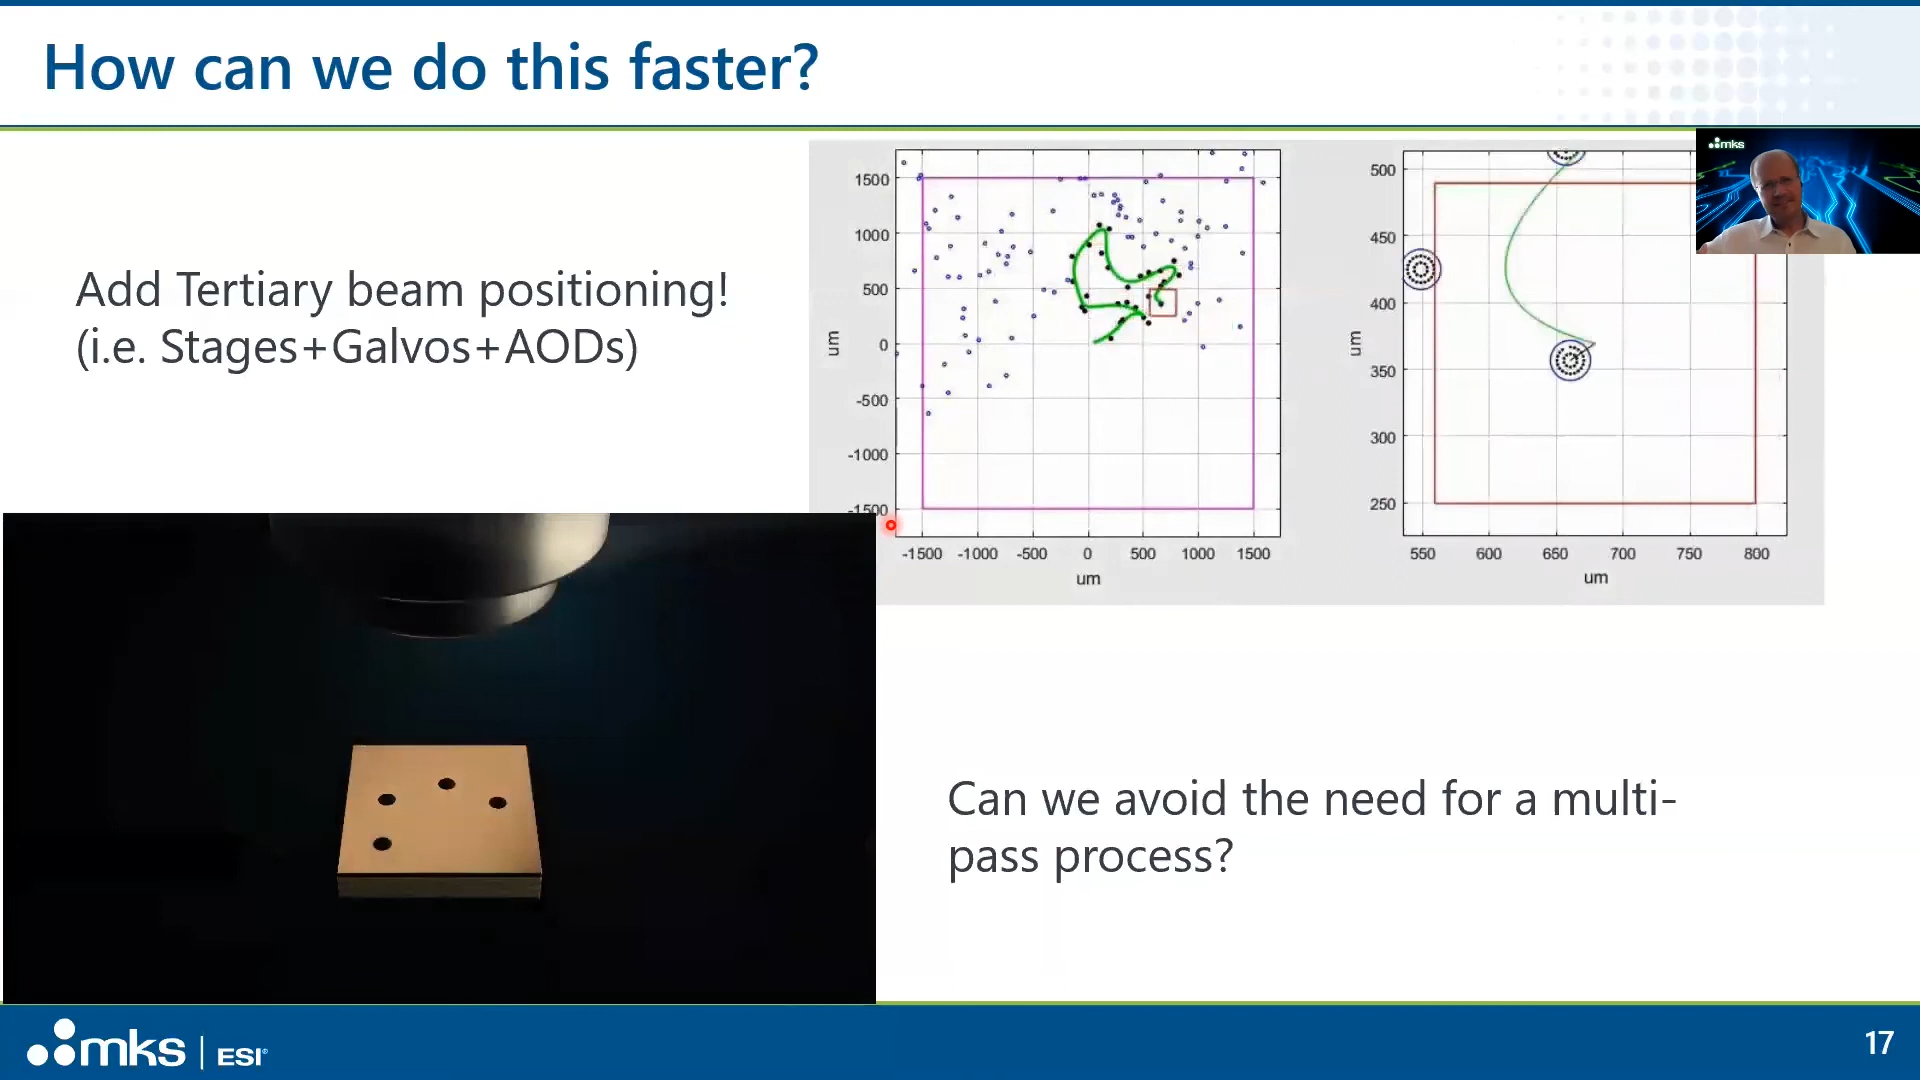 How can we do this faster?
mks
Add Tertiary beam positioning!
(i.e. Stages+Galvos+AODs)
1500
1000
500
0
-500
-1000
-1500
um
-1500 -1000 -500 0 500 1000 1500
um
500
450
400
350
300
250
um
550 600 650 700 750 800
um
Can we avoid the need for a multi-
pass process?
mks | ESI®
17